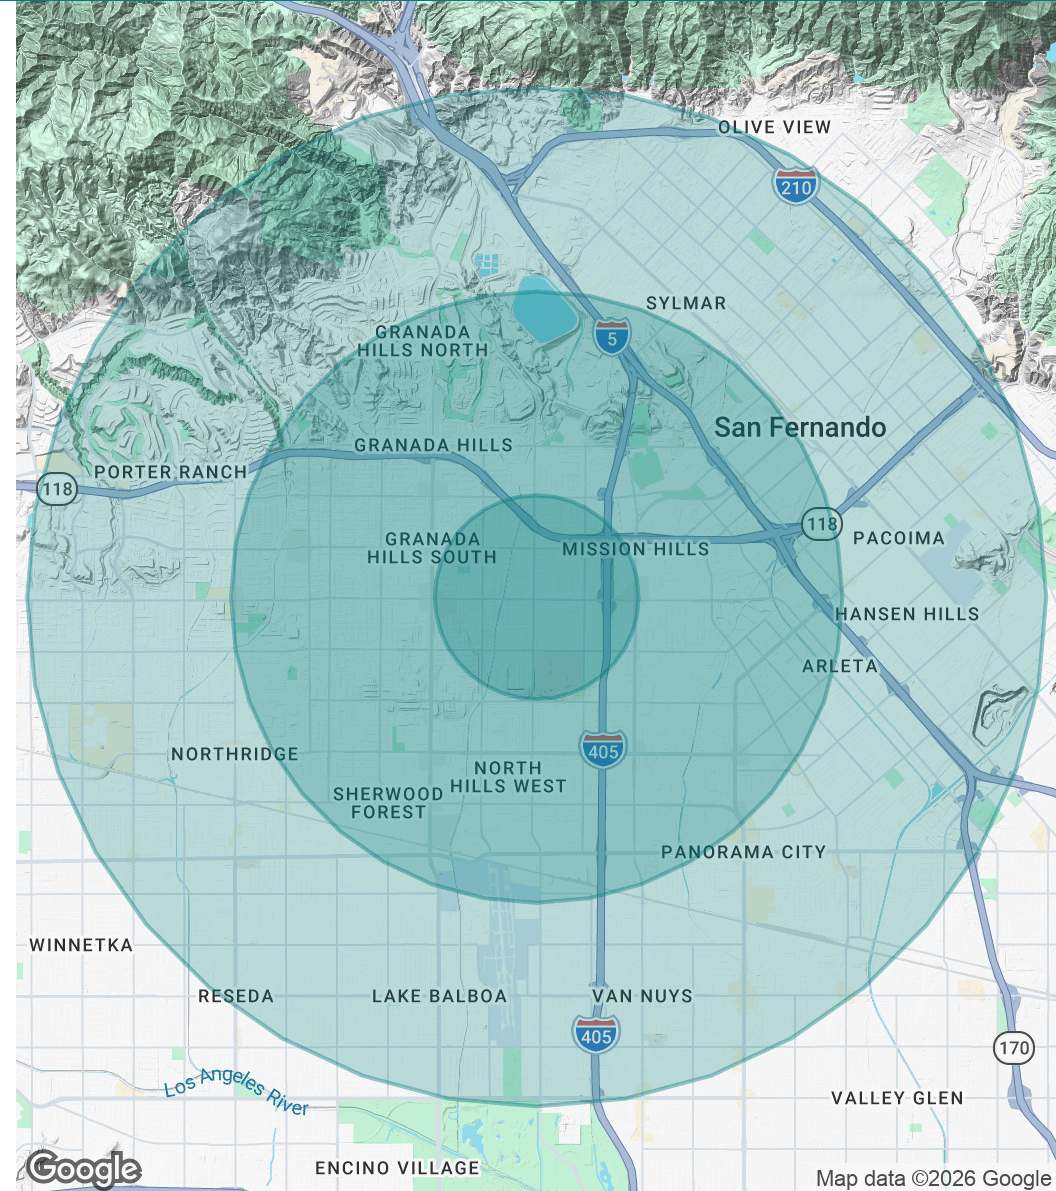 OLIVE VIEW
210
SYLMAR
GRANADA
HILLS NORTH
5
San Fernando
GRANADA HILLS
PORTER RANCH
118
118
PACOIMA
GRANADA
HILLS SOUTH
MISSION HILLS
HANSEN HILLS
ARLETA
NORTHRIDGE
405
NORTH
HILLS WEST
SHERWOOD
FOREST
PANORAMA CITY
WINNETKA
RESEDA
LAKE BALBOA
VAN NUYS
405
170
Los Angeles River
VALLEY GLEN
ENCINO VILLAGE
Google
Map data ©2026 Google